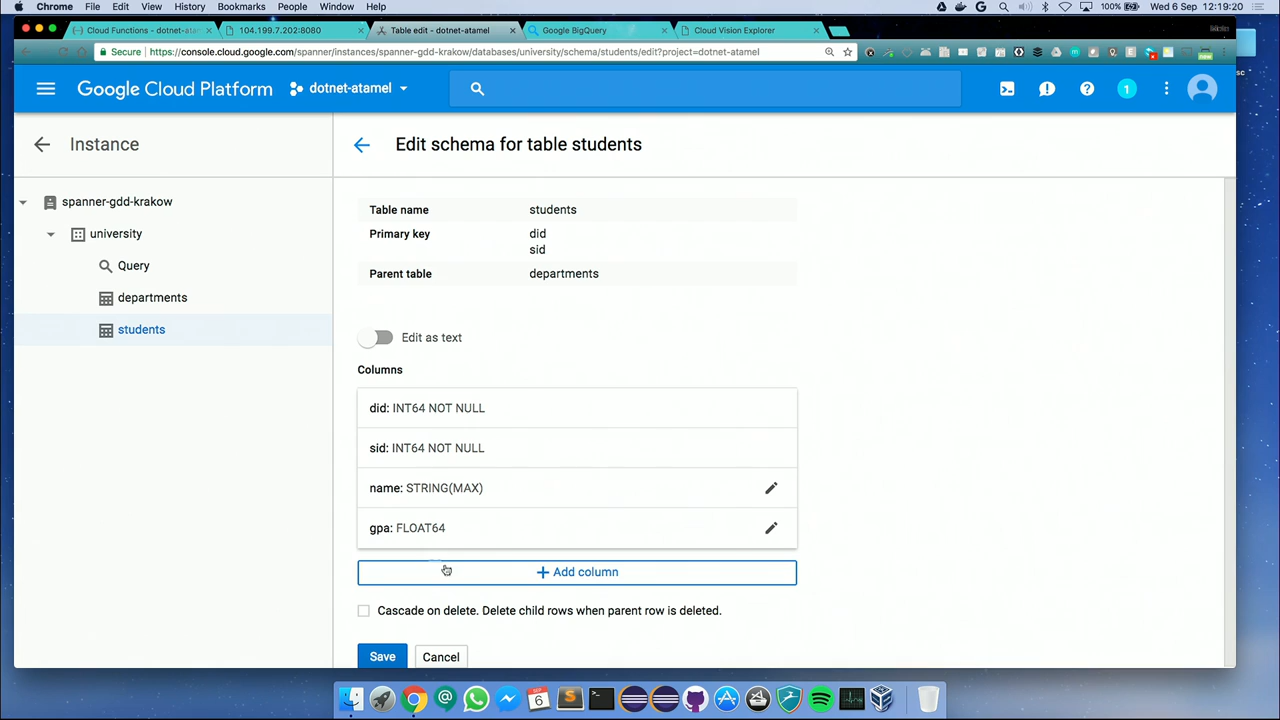 Chrome File Edit View History Bookmarks People Window Help 100% Wed 6 Sep 12:19:20
Cloud Functions - dotnet-atam 104.199.7.202:8080 Table edit - dotnet-atamel Google BigQuery Cloud Vision Explorer
Secure https://console.cloud.google.com/spanner/instances/spanner-gdd-krakow/databases/university/schema/students/edit?project=dotnet-atamel
Google Cloud Platform dotnet-atamel 1
Instance
Edit schema for table students
spanner-gdd-krakow
university
Query
departments
students
Table name students
Primary key did
sid
Parent table departments
Edit as text
Columns
did: INT64 NOT NULL
sid: INT64 NOT NULL
name: STRING(MAX)
gpa: FLOAT64
+ Add column
Cascade on delete. Delete child rows when parent row is deleted.
Save Cancel